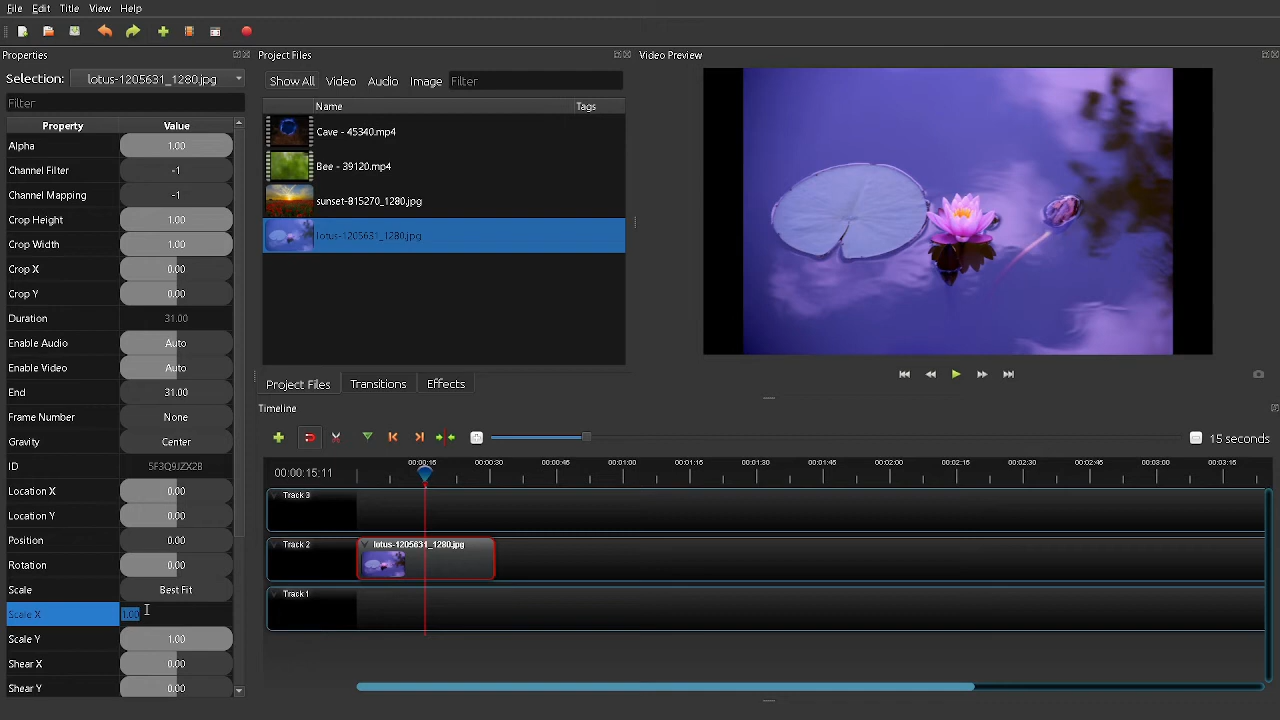 File Edit Title View Help
Properties
Selection: lotus-1205631_1280.jpg
Filter
Property Value
Alpha 1.00
Channel Filter -1
Channel Mapping -1
Crop Height 1.00
Crop Width 1.00
Crop X 0.00
Crop Y 0.00
Duration 31.00
Enable Audio Auto
Enable Video Auto
End 31.00
Frame Number None
Gravity Center
ID 5F3Q9JZX2B
Location X 0.00
Location Y 0.00
Position 0.00
Rotation 0.00
Scale Best Fit
Scale X 1.00
Scale Y 1.00
Shear X 0.00
Shear Y 0.00
Project Files
Show All Video Audio Image Filter
Name Tags
Cave - 45340.mp4
Bee - 39120.mp4
sunset-815270_1280.jpg
lotus-1205631_1280.jpg
Project Files Transitions Effects
Video Preview
Timeline
15 seconds
00:00:15:11
00:00:15 00:00:30 00:00:45 00:01:00 00:01:15 00:01:30 00:01:45 00:02:00 00:02:15 00:02:30 00:02:45 00:03:00 00:03:15
Track 3
Track 2 lotus-1205631_1280.jpg
Track 1